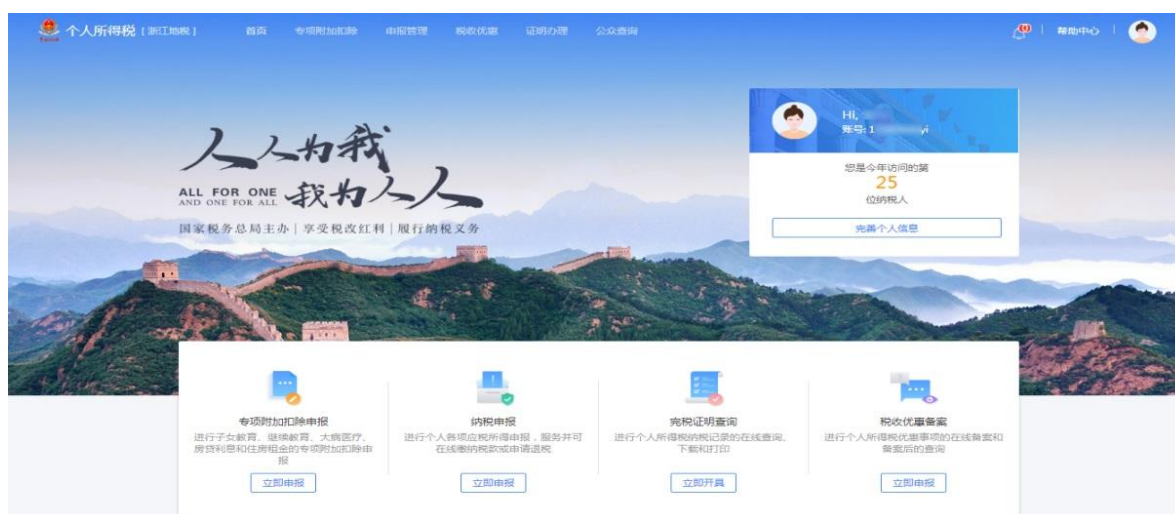 个人所得税 [ 浙江地税 ] 首页 专项附加扣除 申报管理 税收优惠 证明办理 公众查询 帮助中心
人人为我
ALL FOR ONE
AND ONE FOR ALL
我为人人
国家税务总局主办 | 享受税改红利 | 履行纳税义务
Hi,
账号: 1 yi
您是今年访问的第
25
位纳税人
完善个人信息
专项附加扣除申报
进行子女教育、继续教育、大病医疗、
房贷利息和住房租金的专项附加扣除申
报
立即申报
纳税申报
进行个人各项应税所得申报，服务并可
在线缴纳税款或申请退税
立即申报
完税证明查询
进行个人所得税纳税记录的在线查询、
下载和打印
立即开具
税收优惠备案
进行个人所得税优惠事项的在线备案和
备案后的查询
立即申报